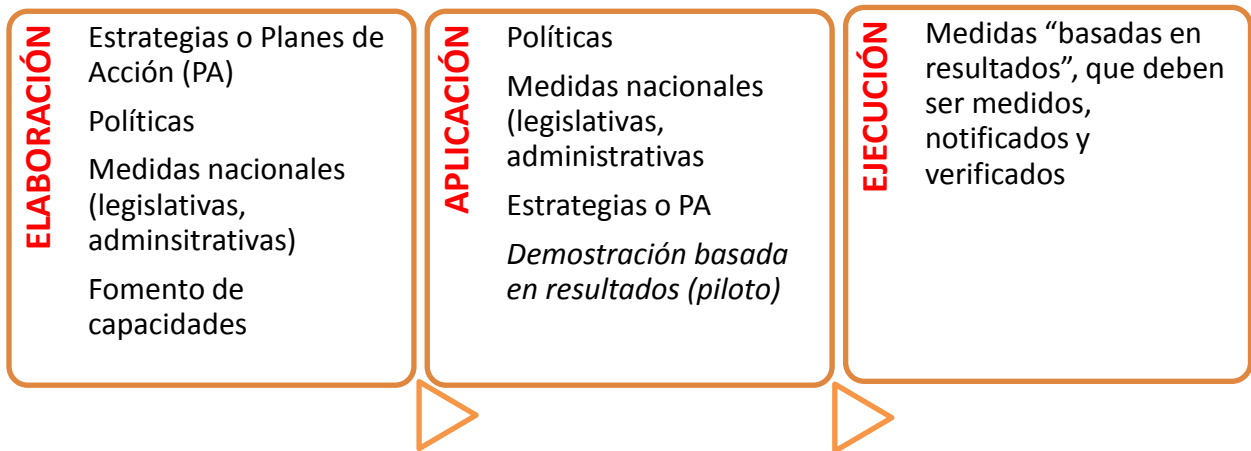 ELABORACIÓN
Estrategias o Planes de
Acción (PA)
Políticas
Medidas nacionales
(legislativas,
adminsitrativas)
Fomento de
capacidades
APLICACIÓN
Políticas
Medidas nacionales
(legislativas,
administrativas
Estrategias o PA
Demostración basada
en resultados (piloto)
EJECUCIÓN
Medidas “basadas en
resultados”, que deben
ser medidos,
notificados y
verificados